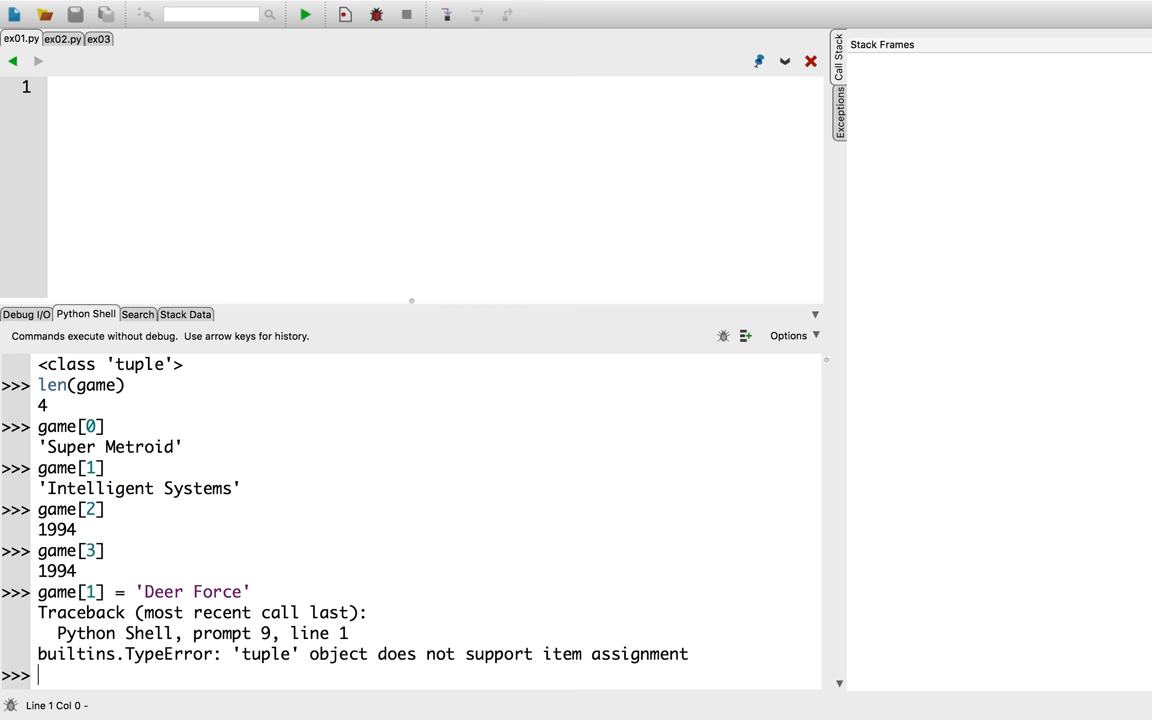 ex01.py ex02.py ex03
Call Stack
Exceptions
Stack Frames
1
Debug I/O Python Shell Search Stack Data
Commands execute without debug.  Use arrow keys for history.
Options
<class 'tuple'>
>>> len(game)
4
>>> game[0]
'Super Metroid'
>>> game[1]
'Intelligent Systems'
>>> game[2]
1994
>>> game[3]
1994
>>> game[1] = 'Deer Force'
Traceback (most recent call last):
  Python Shell, prompt 9, line 1
builtins.TypeError: 'tuple' object does not support item assignment
>>>
Line 1 Col 0 -